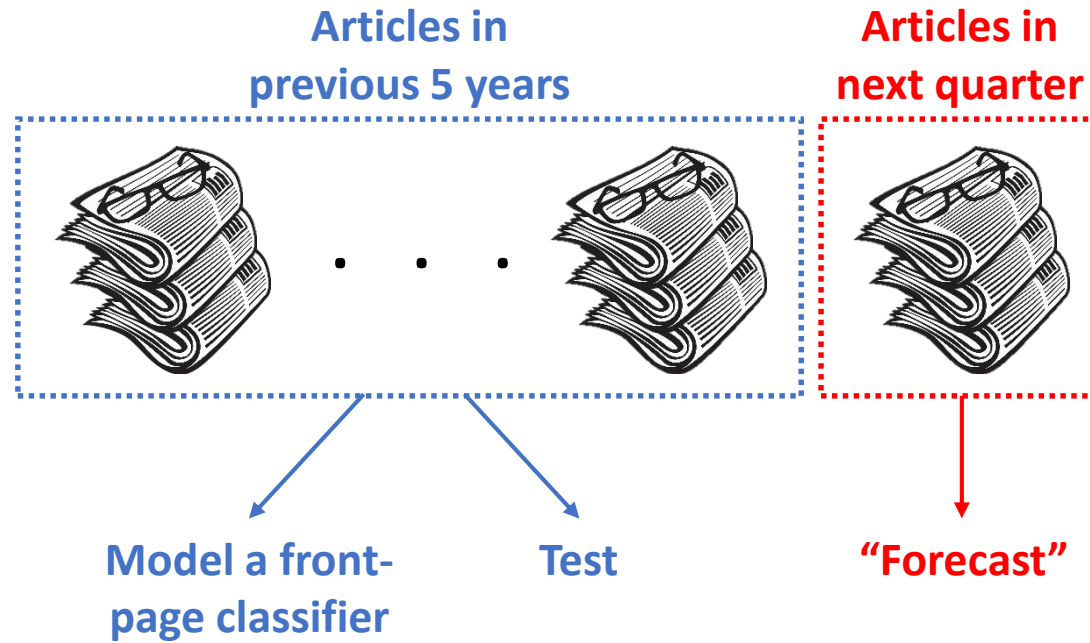 Articles in
previous 5 years
Articles in
next quarter
Model a front-
page classifier
Test
“Forecast”